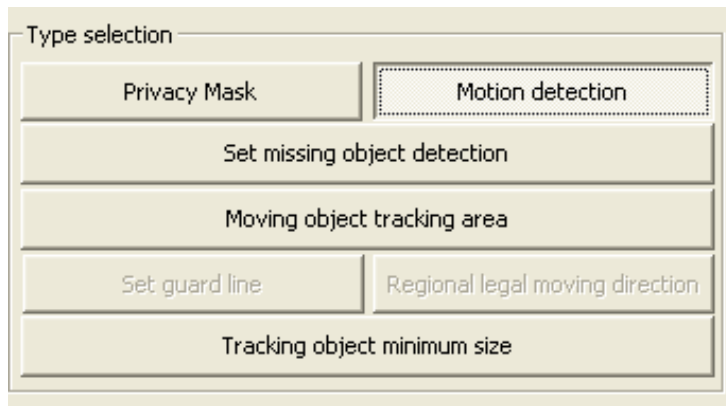 Type selection
Privacy Mask
Motion detection
Set missing object detection
Moving object tracking area
Set guard line
Regional legal moving direction
Tracking object minimum size